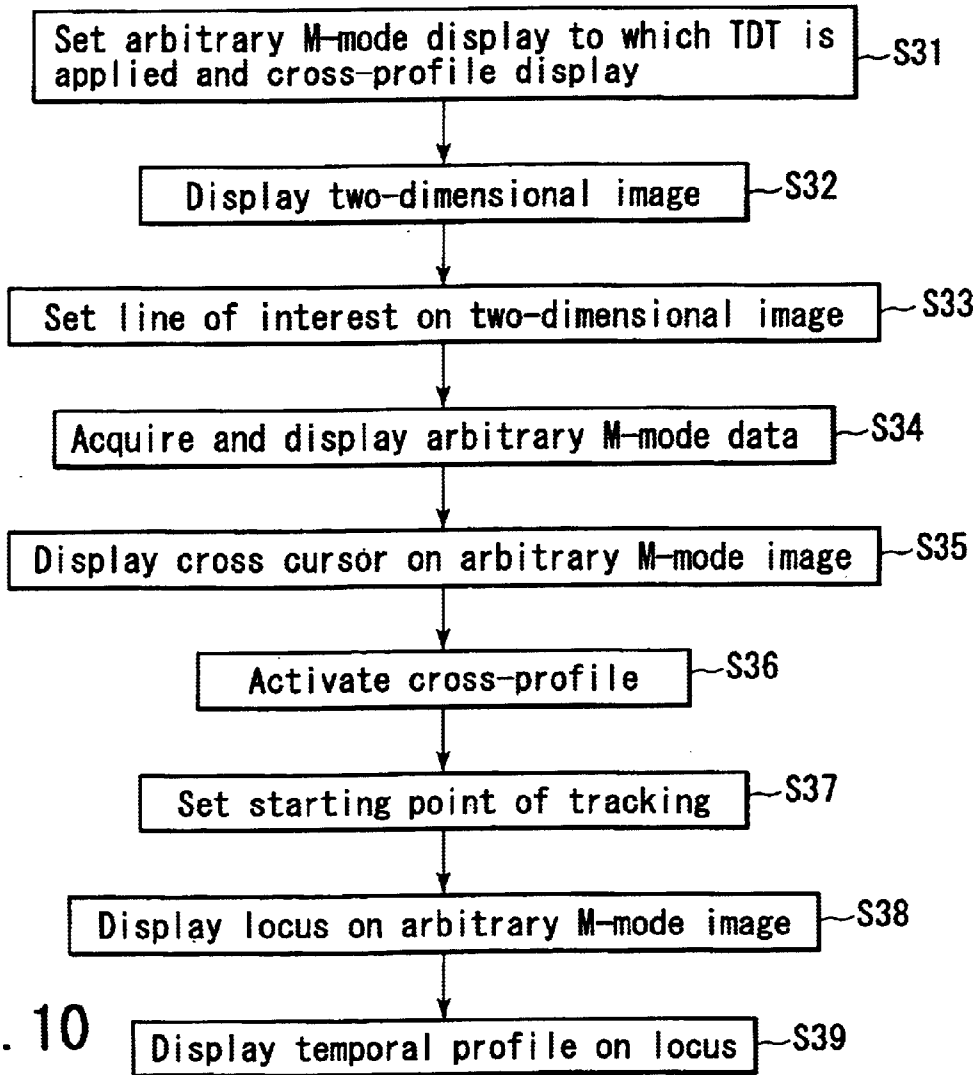 Set arbitrary M-mode display to which TDT is
applied and cross-profile display
S31
Display two-dimensional image
S32
Set line of interest on two-dimensional image
S33
Acquire and display arbitrary M-mode data
S34
Display cross cursor on arbitrary M-mode image
S35
Activate cross-profile
S36
Set starting point of tracking
S37
Display locus on arbitrary M-mode image
S38
. 10
Display temporal profile on locus
S39